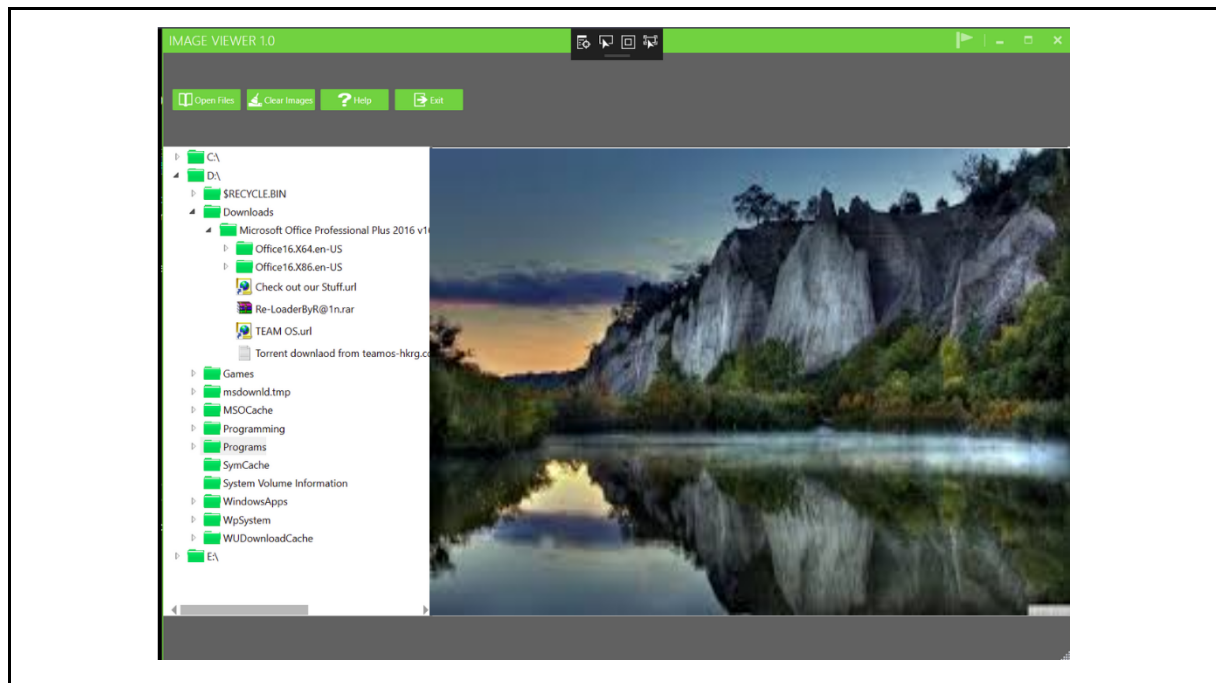 IMAGE VIEWER 1.0
Open Files Clear Images ? Help Exit
C:\
D:\
$RECYCLE.BIN
Downloads
Microsoft Office Professional Plus 2016 v16
Office16.X64.en-US
Office16.X86.en-US
Check out our Stuff.url
Re-LoaderByR@1n.rar
TEAM OS.url
Torrent downlaod from teamos-hkrg.co
Games
msdownld.tmp
MSOCache
Programming
Programs
SymCache
System Volume Information
WindowsApps
WpSystem
WUDownloadCache
E:\